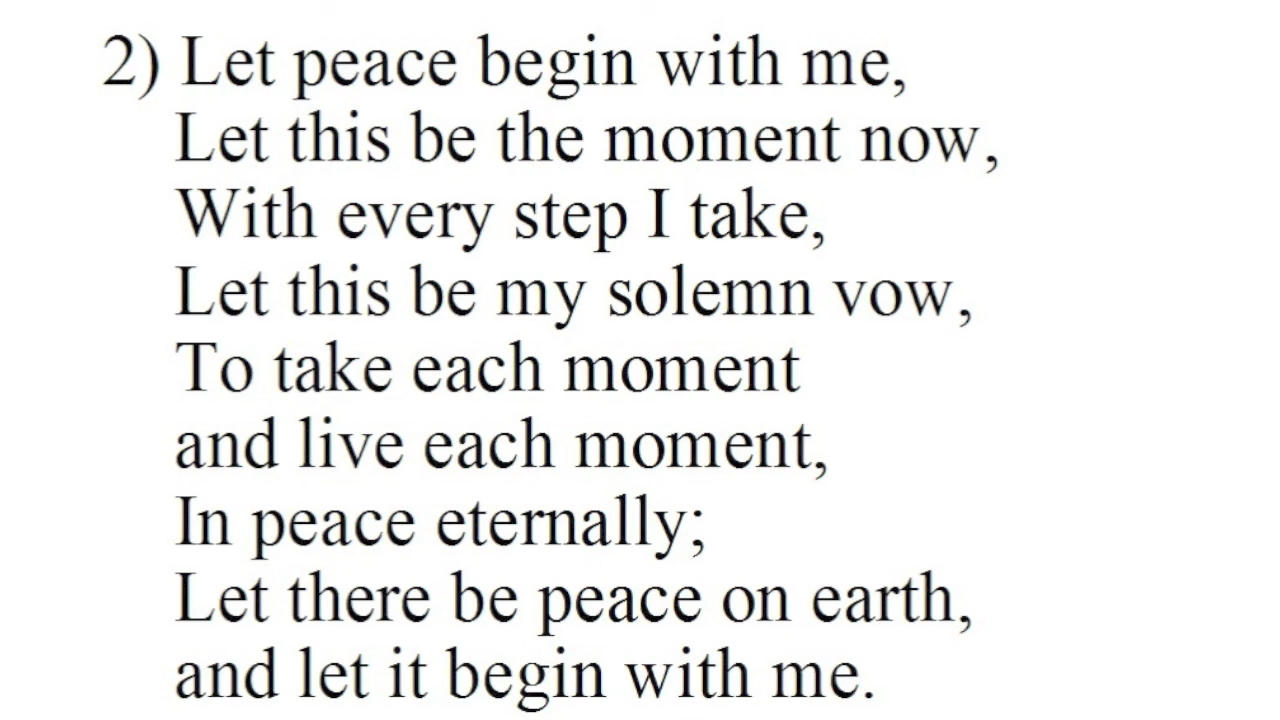 2) Let peace begin with me,
Let this be the moment now,
With every step I take,
Let this be my solemn vow,
To take each moment
and live each moment,
In peace eternally;
Let there be peace on earth,
and let it begin with me.